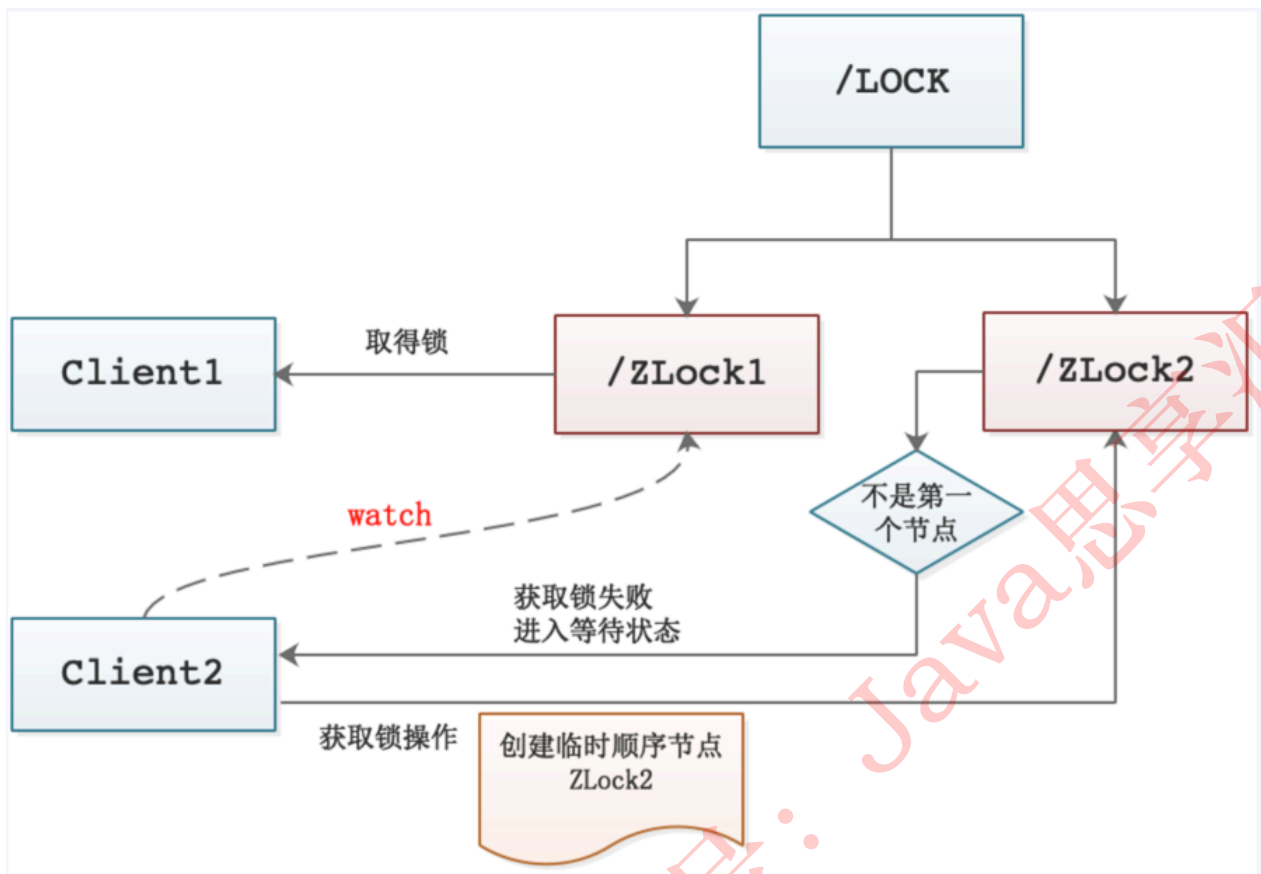 /LOCK
取得锁
Client1
/ZLock1
/ZLock2
不是第一
个节点
watch
获取锁失败
进入等待状态
Client2
获取锁操作
创建临时顺序节点
ZLock2
号：Java思享汇